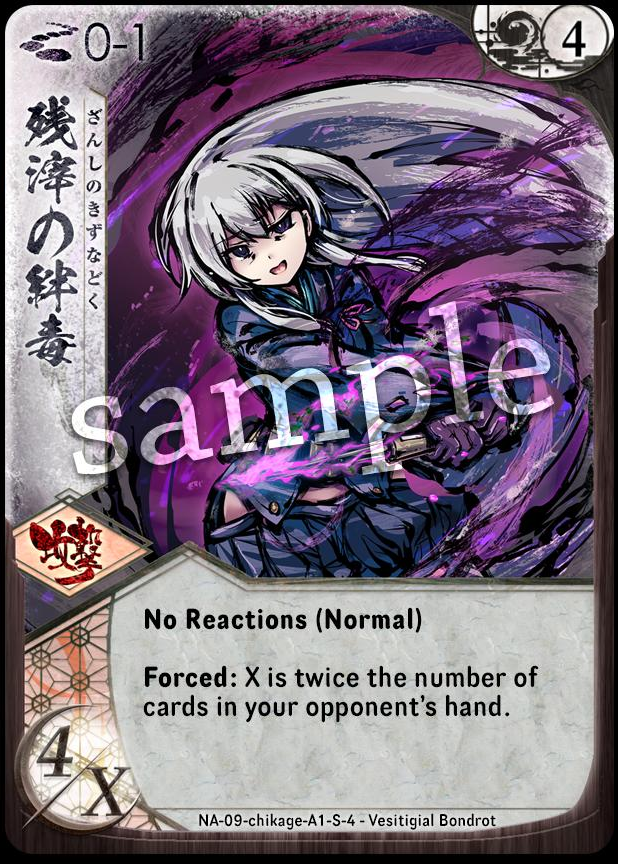 0-1
4
残滓の絆毒
ざんしのきずなどく
sample
攻撃
No Reactions (Normal)
Forced: X is twice the number of
cards in your opponent's hand.
4/X
NA-09-chikage-A1-S-4 - Vesitigial Bondrot